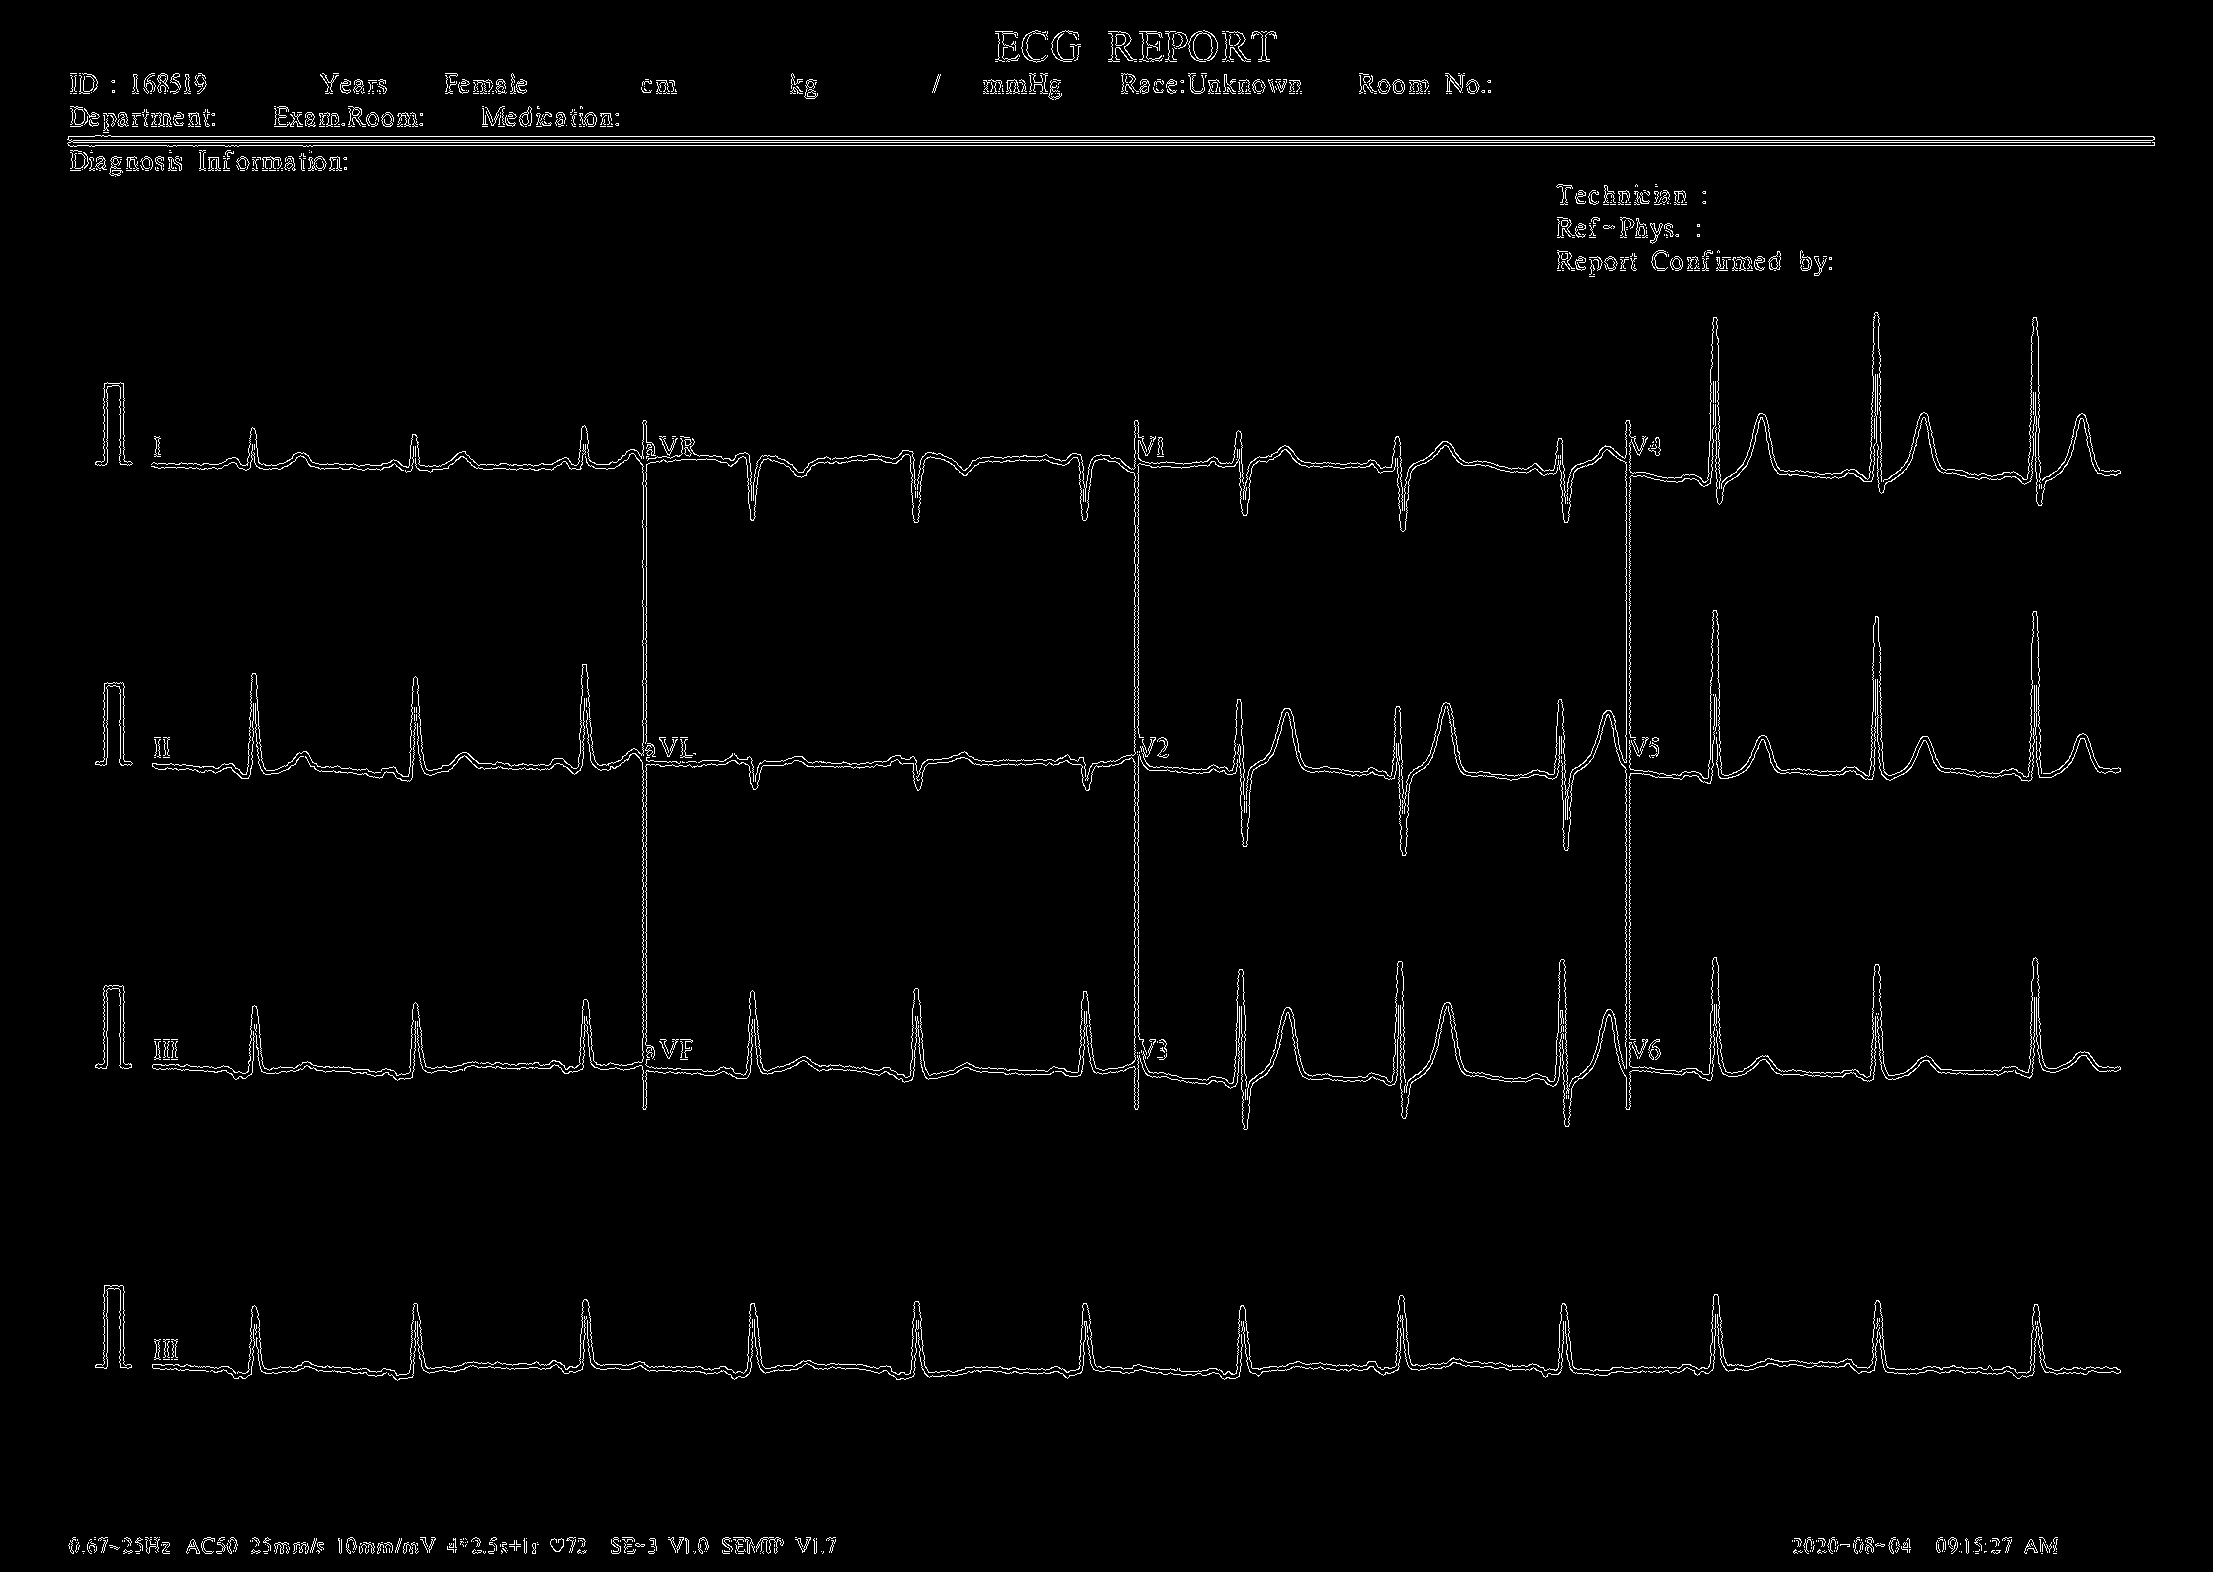 ECG REPORT
ID : 168519 Years Female cm kg / mmHg Race:Unknown Room No.:
Department: Exam.Room: Medication:
Diagnosis Information:
Technician :
Ref-Phys. :
Report Confirmed by:
I aVR V1 V4
II aVL V2 V5
III aVF V3 V6
III
0.67~25Hz AC50 25mm/s 10mm/mV 4*2.5s+1r ♡72 SE-3 V1.0 SEMIP V1.7 2020-08-04 09:15:27 AM